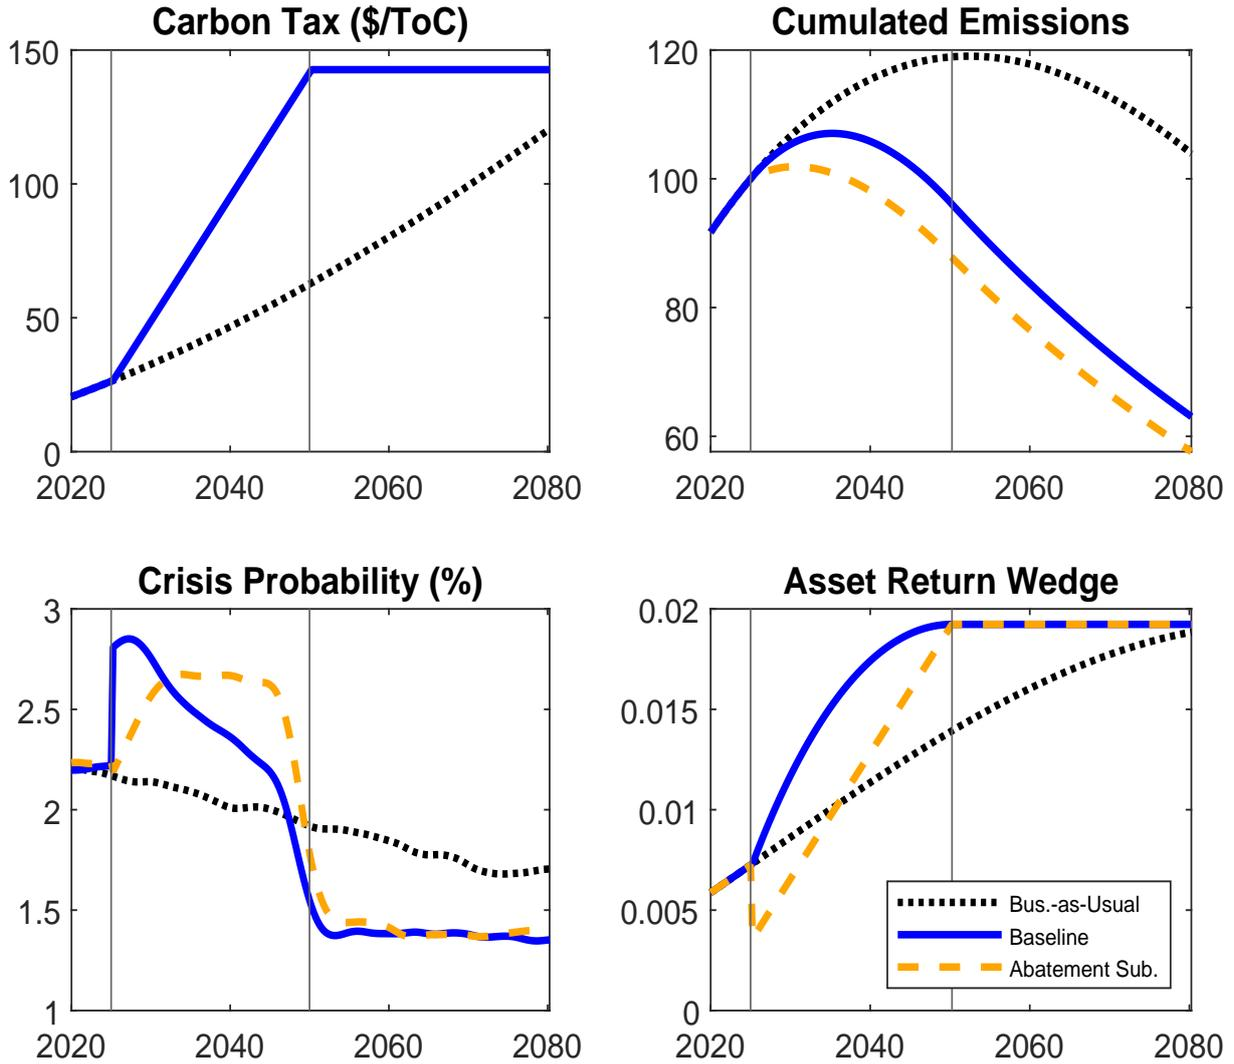 Carbon Tax ($/ToC)
150
100
50
0
2020 2040 2060 2080
Cumulated Emissions
120
100
80
60
2020 2040 2060 2080
Crisis Probability (%)
3
2.5
2
1.5
1
2020 2040 2060 2080
Asset Return Wedge
0.02
0.015
0.01
0.005
0
2020 2040 2060 2080
Bus.-as-Usual
Baseline
Abatement Sub.